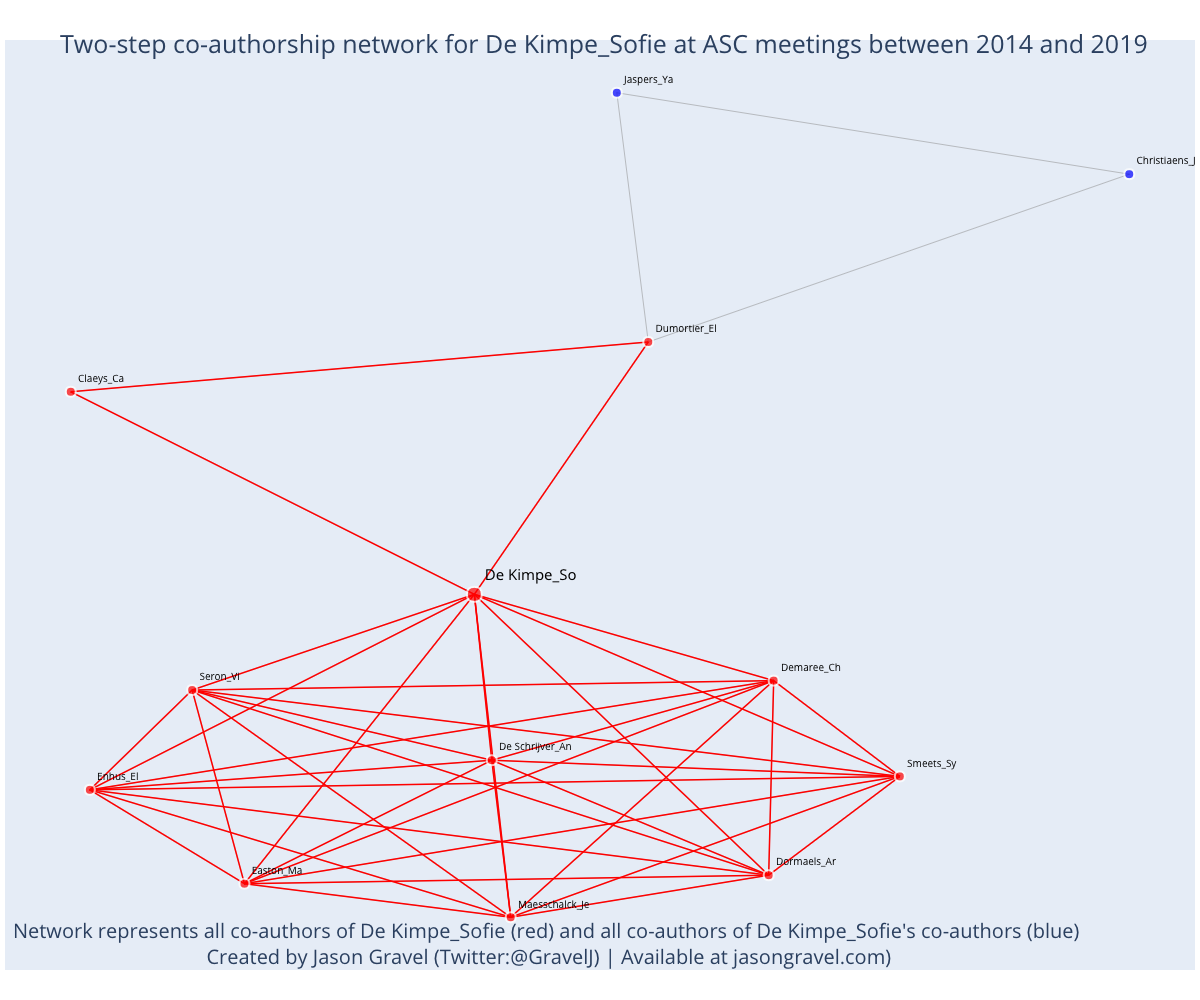 Two-step co-authorship network for De Kimpe_Sofie at ASC meetings between 2014 and 2019
Jaspers_Ya
Christiaens_J
Dumortier_El
Claeys_Ca
De Kimpe_So
Demaree_Ch
Seron_Vi
De Schrijver_An
Smeets_Sy
Enhus_El
Dormaels_Ar
Easton_Ma
Maesschalck_Je
Network represents all co-authors of De Kimpe_Sofie (red) and all co-authors of De Kimpe_Sofie's co-authors (blue)
Created by Jason Gravel (Twitter:@GravelJ) | Available at jasongravel.com)